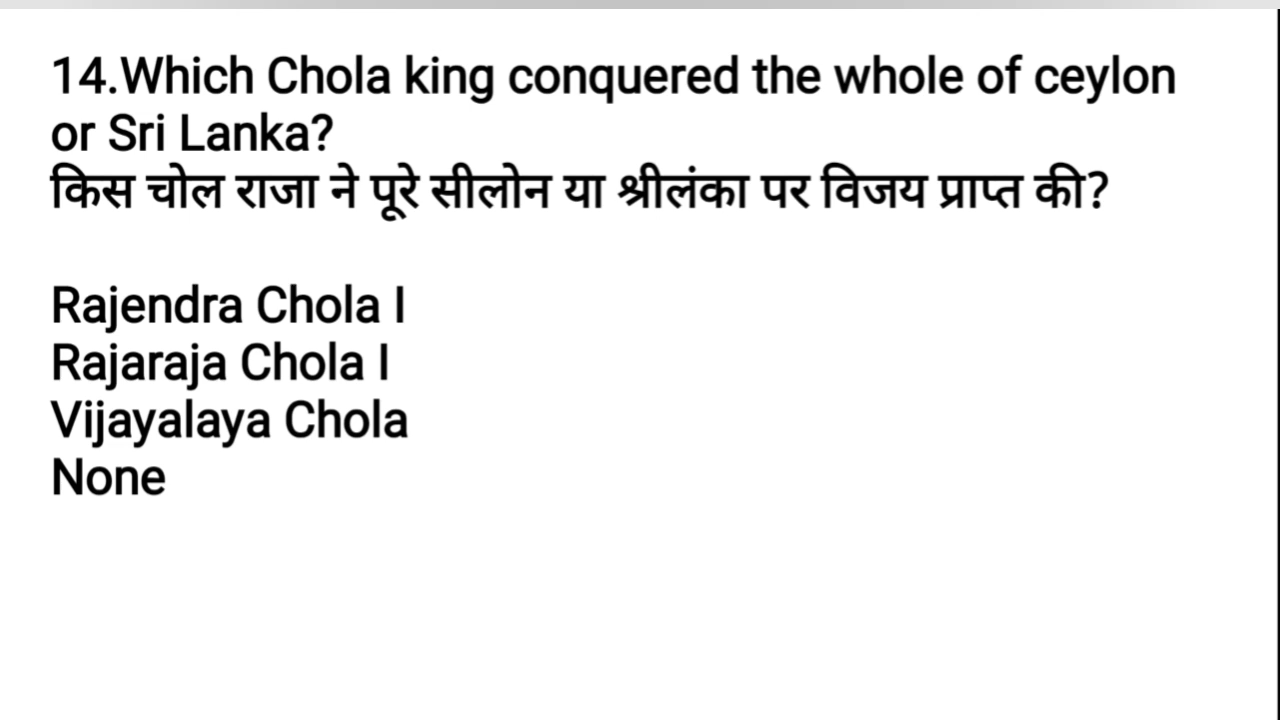 14.Which Chola king conquered the whole of ceylon
or Sri Lanka?
किस चोल राजा ने पूरे सीलोन या श्रीलंका पर विजय प्राप्त की?
Rajendra Chola I
Rajaraja Chola I
Vijayalaya Chola
None